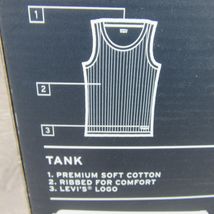 1
2
3
TANK
1. PREMIUM SOFT COTTON
2. RIBBED FOR COMFORT
3. LEVI'S® LOGO